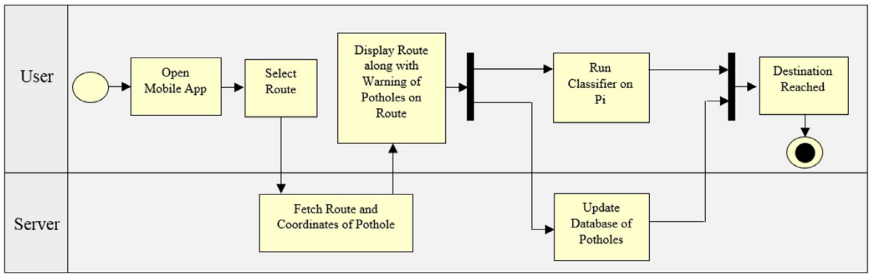 User
Open
Mobile App
Select
Route
Display Route
along with
Warning of
Potholes on
Route
Run
Classifier on
Pi
Destination
Reached
Server
Fetch Route and
Coordinates of Pothole
Update
Database of
Potholes